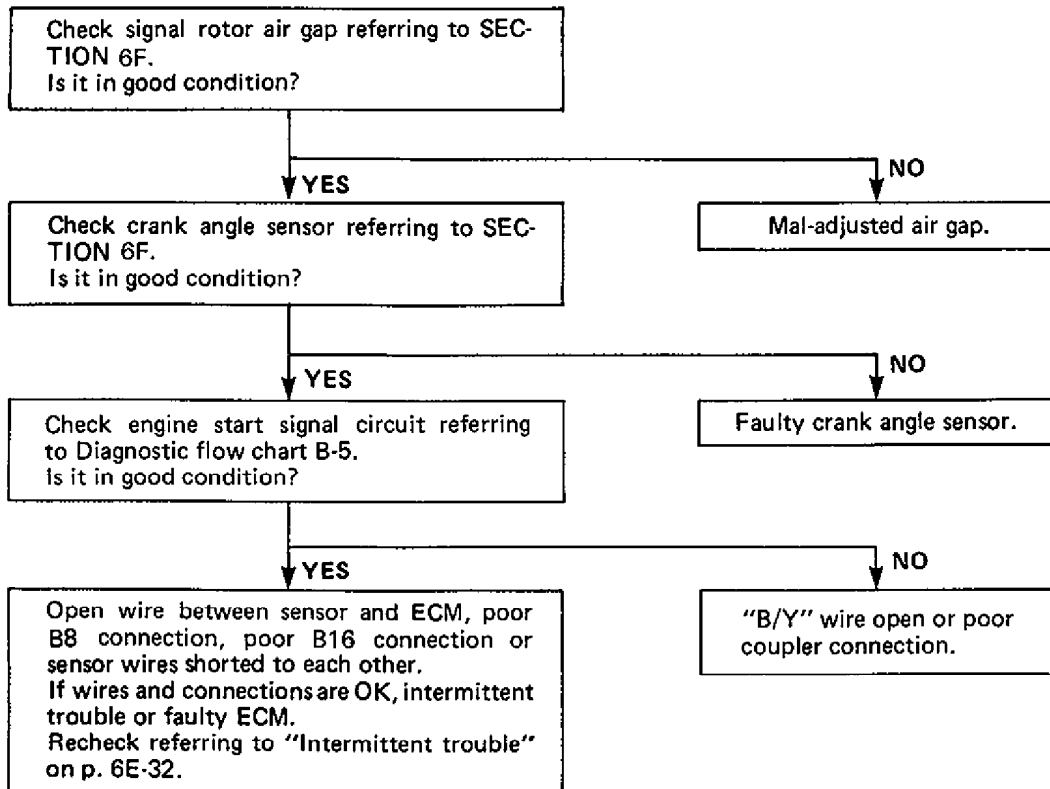 Check signal rotor air gap referring to SEC-
TION 6F.
Is it in good condition?
NO
YES
Check crank angle sensor referring to SEC-
TION 6F.
Is it in good condition?
Mal-adjusted air gap.
NO
YES
Check engine start signal circuit referring
to Diagnostic flow chart B-5.
Is it in good condition?
Faulty crank angle sensor.
NO
YES
Open wire between sensor and ECM, poor
B8 connection, poor B16 connection or
sensor wires shorted to each other.
If wires and connections are OK, intermittent
trouble or faulty ECM.
Recheck referring to "Intermittent trouble"
on p. 6E-32.
"B/Y" wire open or poor
coupler connection.